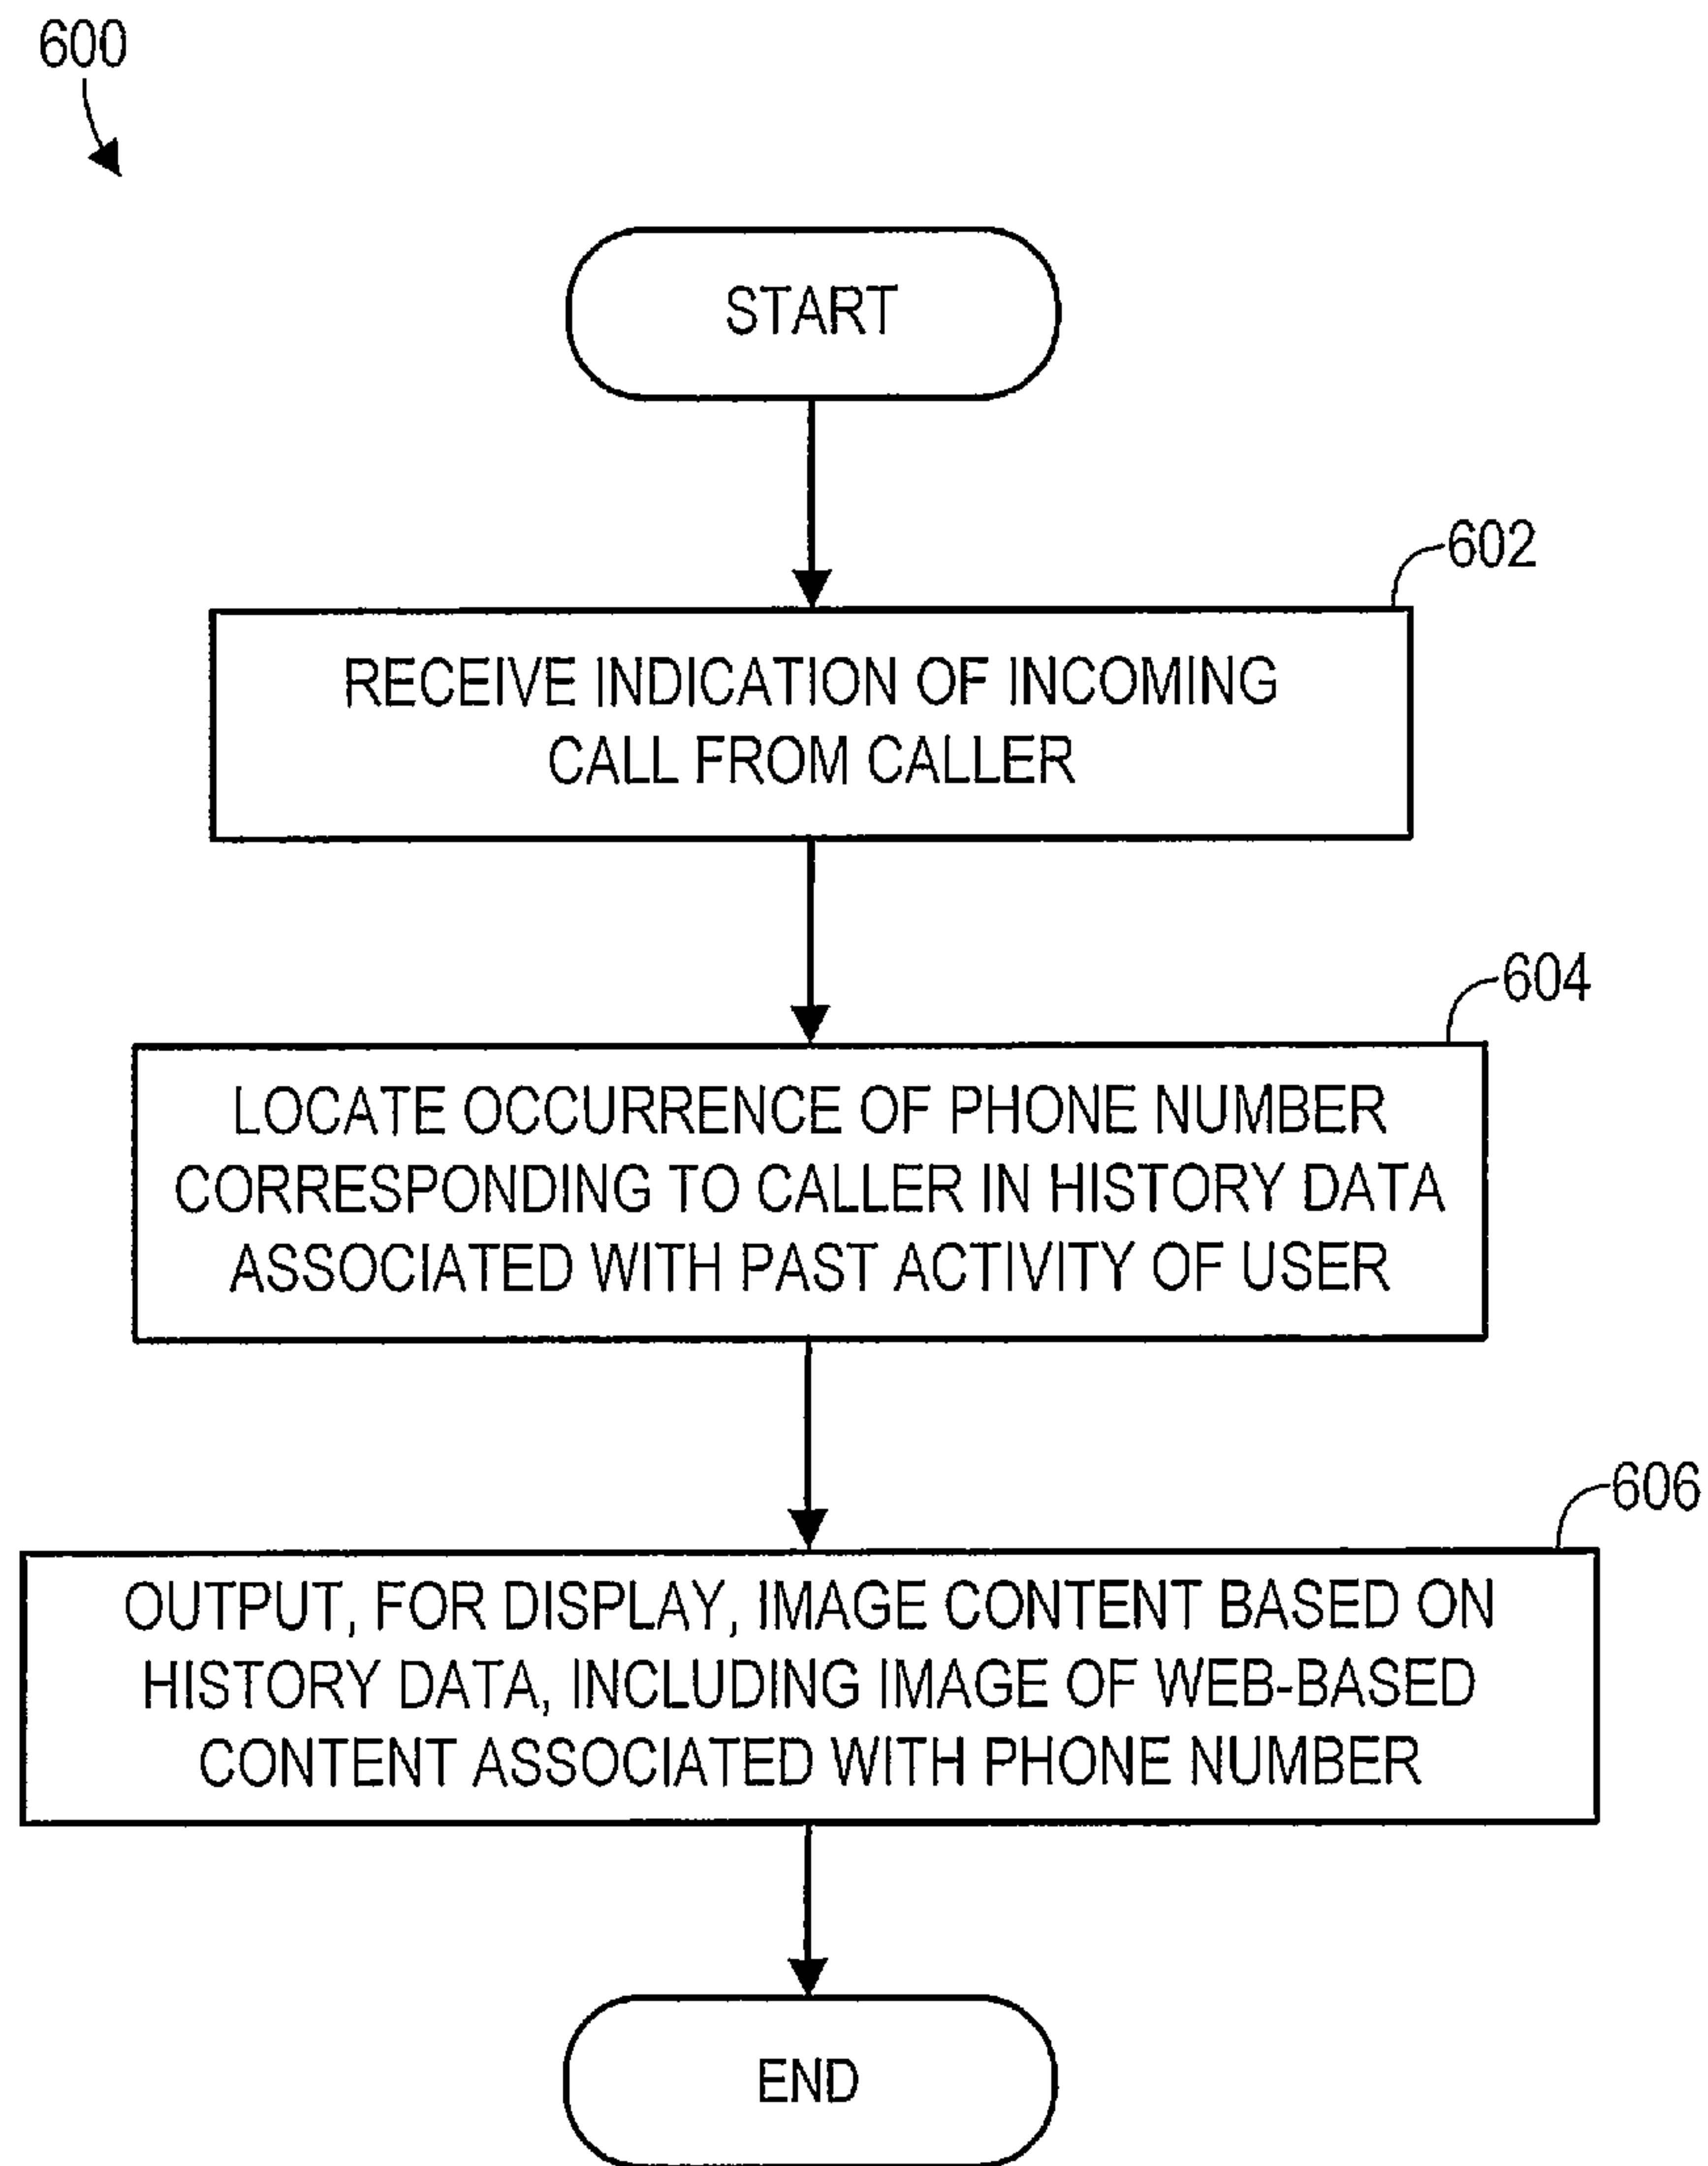 600
START
602
RECEIVE INDICATION OF INCOMING
CALL FROM CALLER
604
LOCATE OCCURRENCE OF PHONE NUMBER
CORRESPONDING TO CALLER IN HISTORY DATA
ASSOCIATED WITH PAST ACTIVITY OF USER
606
OUTPUT, FOR DISPLAY, IMAGE CONTENT BASED ON
HISTORY DATA, INCLUDING IMAGE OF WEB-BASED
CONTENT ASSOCIATED WITH PHONE NUMBER
END